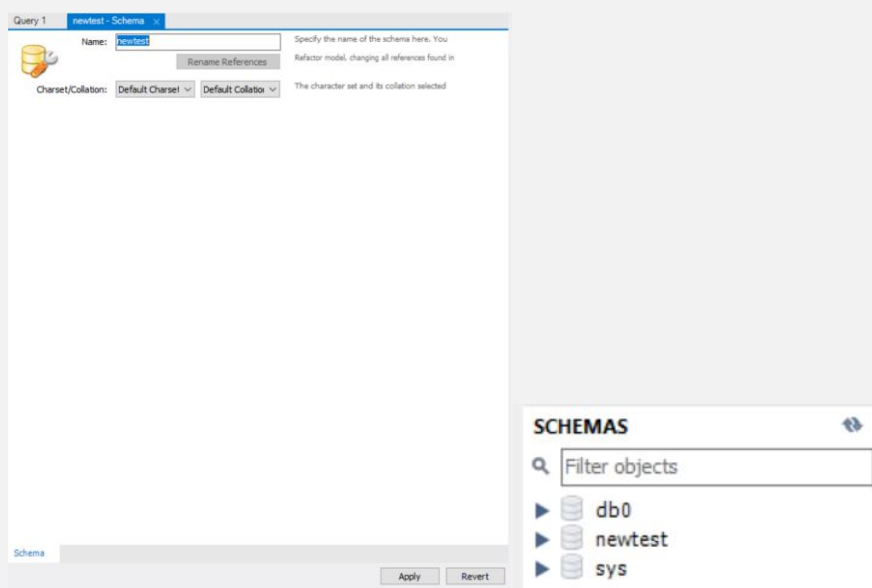 Query 1 newtest - Schema ×
Name: newtest Specify the name of the schema here. You
Rename References Refactor model, changing all references found in
Charset/Collation: Default Charset Default Collation The character set and its collation selected
Schema
Apply Revert
SCHEMAS
Filter objects
db0
newtest
sys